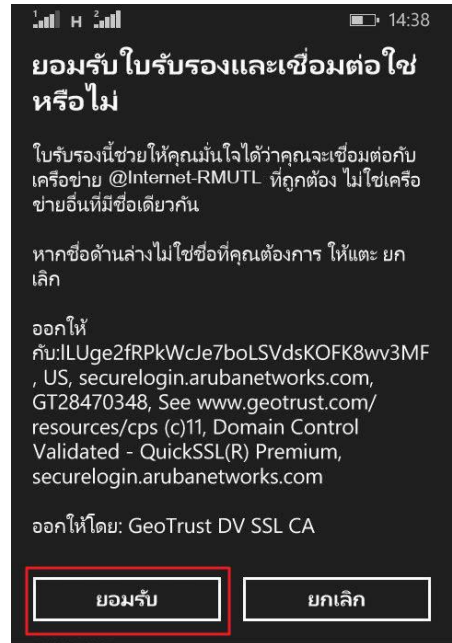 1 H 2 14:38
ยอมรับใบรับรองและเชื่อมต่อใช่
หรือไม่
ใบรับรองนี้ช่วยให้คุณมั่นใจได้ว่าคุณจะเชื่อมต่อกับ
เครือข่าย @Internet-RMUTL ที่ถูกต้อง ไม่ใช่เครือ
ข่ายอื่นที่มีชื่อเดียวกัน
หากชื่อด้านล่างไม่ใช่ชื่อที่คุณต้องการ ให้แตะ ยก
เลิก
ออกให้
กับ:lLUge2fRPkWcJe7boLSVdsKOFK8wv3MF
, US, securelogin.arubanetworks.com,
GT28470348, See www.geotrust.com/
resources/cps (c)11, Domain Control
Validated - QuickSSL(R) Premium,
securelogin.arubanetworks.com
ออกให้โดย: GeoTrust DV SSL CA
ยอมรับ ยกเลิก